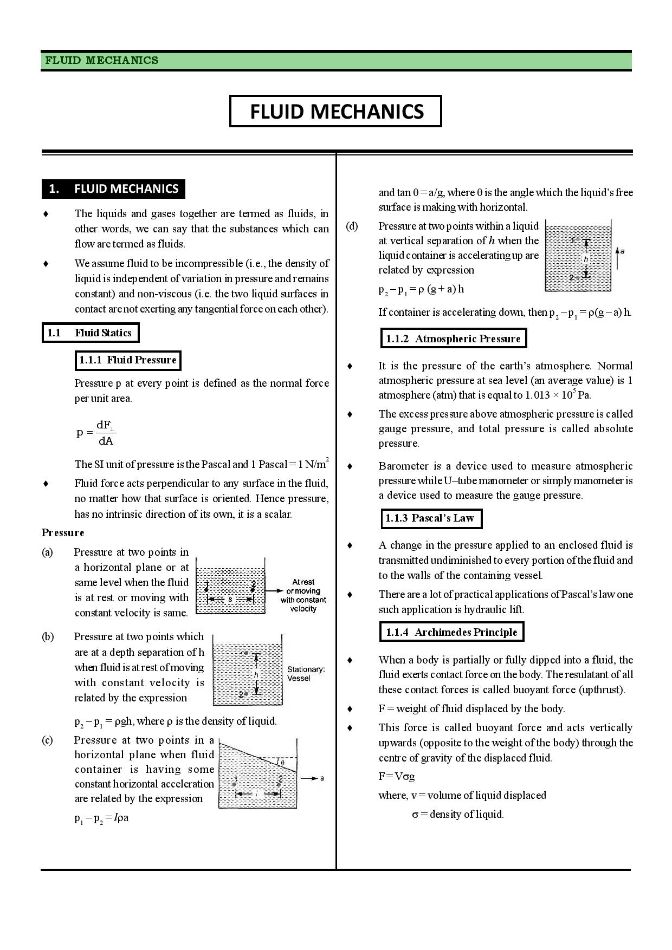 FLUID MECHANICS
FLUID MECHANICS
1. FLUID MECHANICS
♦ The liquids and gases together are termed as fluids, in
other words, we can say that the substances which can
flow are termed as fluids.
♦ We assume fluid to be incompressible (i.e., the density of
liquid is independent of variation in pressure and remains
constant) and non-viscous (i.e. the two liquid surfaces in
contact are not exerting any tangential force on each other).
1.1 Fluid Statics
1.1.1 Fluid Pressure
Pressure p at every point is defined as the normal force
per unit area.
p = dF⊥/dA
The SI unit of pressure is the Pascal and 1 Pascal = 1 N/m²
♦ Fluid force acts perpendicular to any surface in the fluid,
no matter how that surface is oriented. Hence pressure,
has no intrinsic direction of its own, it is a scalar.
Pressure
(a) Pressure at two points in
a horizontal plane or at
same level when the fluid
is at rest or moving with
constant velocity is same.
1 2
s
At rest
or moving
with constant
velocity
(b) Pressure at two points which
are at a depth separation of h
when fluid is at rest of moving
with constant velocity is
related by the expression
1
h
2
Stationary:
Vessel
p₂ – p₁ = ρgh, where ρ is the density of liquid.
(c) Pressure at two points in a
horizontal plane when fluid
container is having some
constant horizontal acceleration
are related by the expression
θ
1 2
l
a
p₁ – p₂ = lρa
and tan θ = a/g, where θ is the angle which the liquid's free
surface is making with horizontal.
(d) Pressure at two points within a liquid
at vertical separation of h when the
liquid container is accelerating up are
related by expression
1
h
2
a
p₂ – p₁ = ρ (g + a) h
If container is accelerating down, then p₂ – p₁ = ρ(g – a) h.
1.1.2 Atmospheric Pressure
♦ It is the pressure of the earth's atmosphere. Normal
atmospheric pressure at sea level (an average value) is 1
atmosphere (atm) that is equal to 1.013 × 10⁵ Pa.
♦ The excess pressure above atmospheric pressure is called
gauge pressure, and total pressure is called absolute
pressure.
♦ Barometer is a device used to measure atmospheric
pressure while U–tube manometer or simply manometer is
a device used to measure the gauge pressure.
1.1.3 Pascal's Law
♦ A change in the pressure applied to an enclosed fluid is
transmitted undiminished to every portion of the fluid and
to the walls of the containing vessel.
♦ There are a lot of practical applications of Pascal's law one
such application is hydraulic lift.
1.1.4 Archimedes Principle
♦ When a body is partially or fully dipped into a fluid, the
fluid exerts contact force on the body. The resulatant of all
these contact forces is called buoyant force (upthrust).
♦ F = weight of fluid displaced by the body.
♦ This force is called buoyant force and acts vertically
upwards (opposite to the weight of the body) through the
centre of gravity of the displaced fluid.
F = Vσg
where, v = volume of liquid displaced
σ = density of liquid.